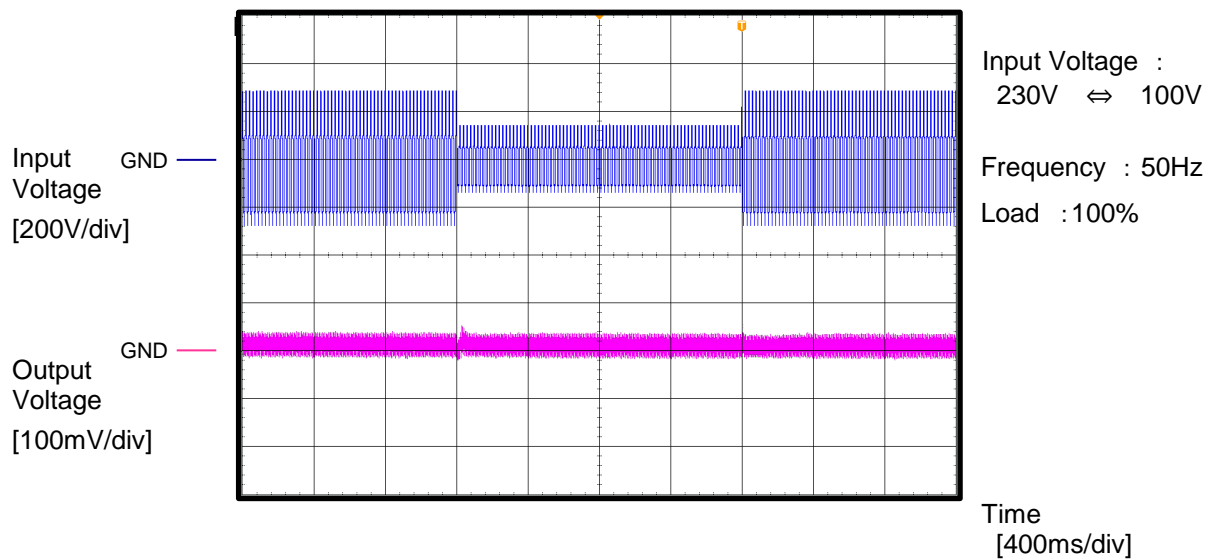 T
Input Voltage :
230V ⇔ 100V
Input
Voltage
[200V/div]
GND
Frequency : 50Hz
Load :100%
GND
Output
Voltage
[100mV/div]
Time
[400ms/div]